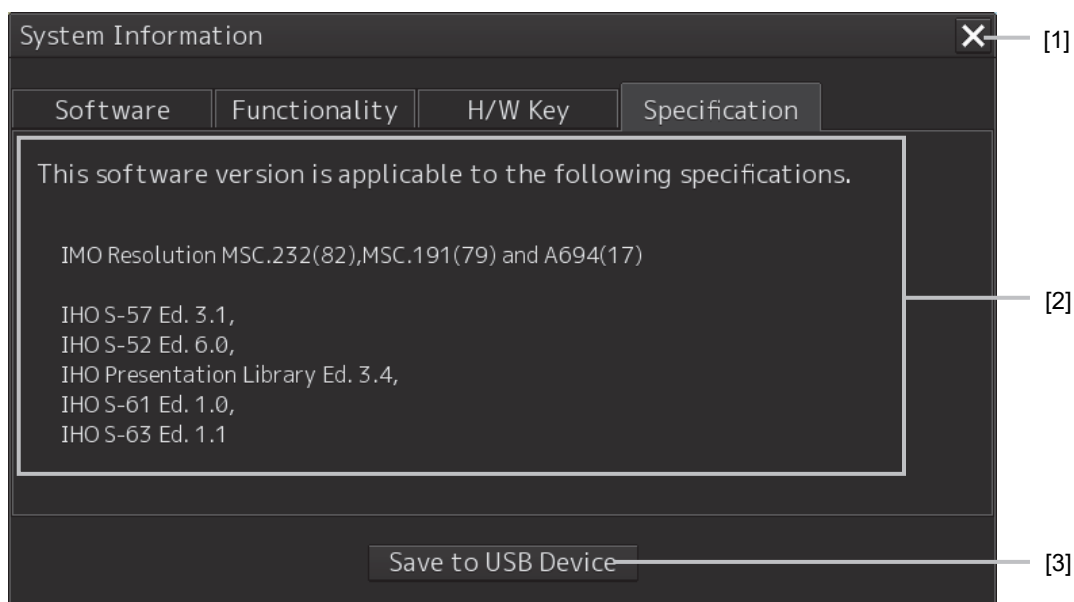 System Information
[1]
Software Functionality H/W Key Specification
This software version is applicable to the following specifications.
IMO Resolution MSC.232(82),MSC.191(79) and A694(17)
[2]
IHO S-57 Ed. 3.1,
IHO S-52 Ed. 6.0,
IHO Presentation Library Ed. 3.4,
IHO S-61 Ed. 1.0,
IHO S-63 Ed. 1.1
Save to USB Device
[3]